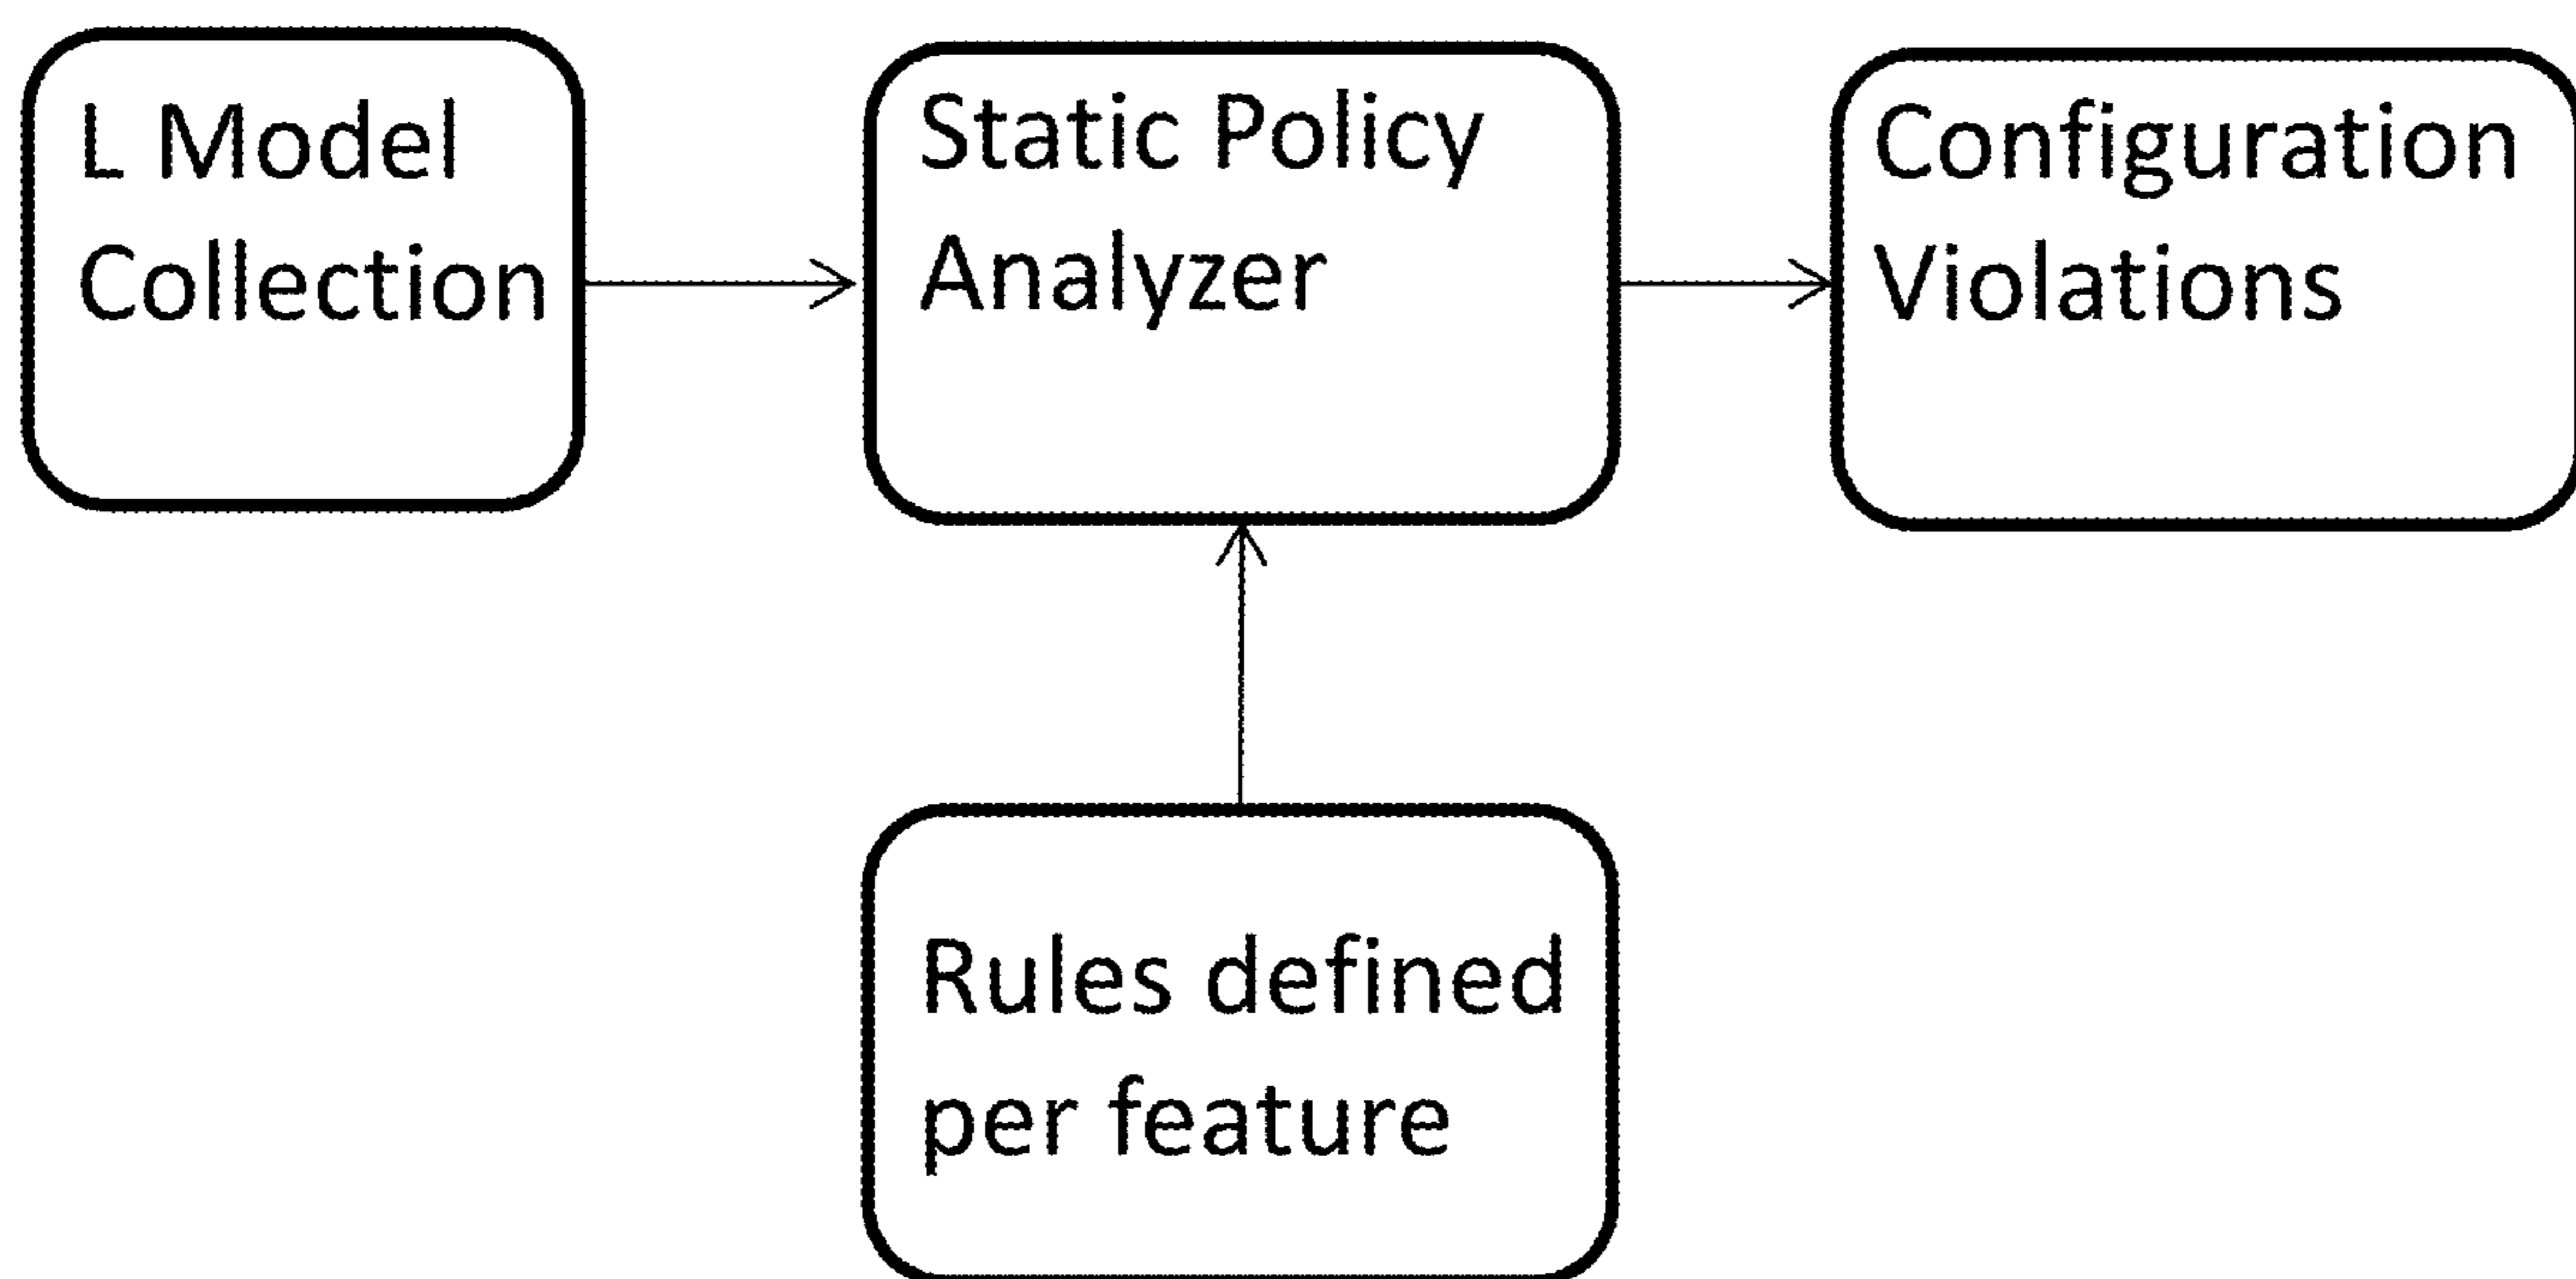 L Model
Collection
Static Policy
Analyzer
Configuration
Violations
Rules defined
per feature